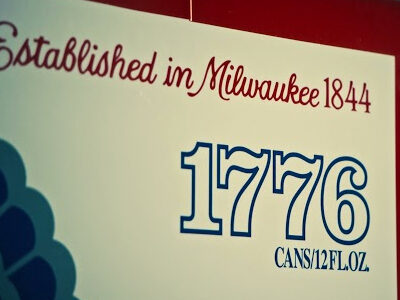 Established in Milwaukee 1844
1776
CANS/12FL.OZ.